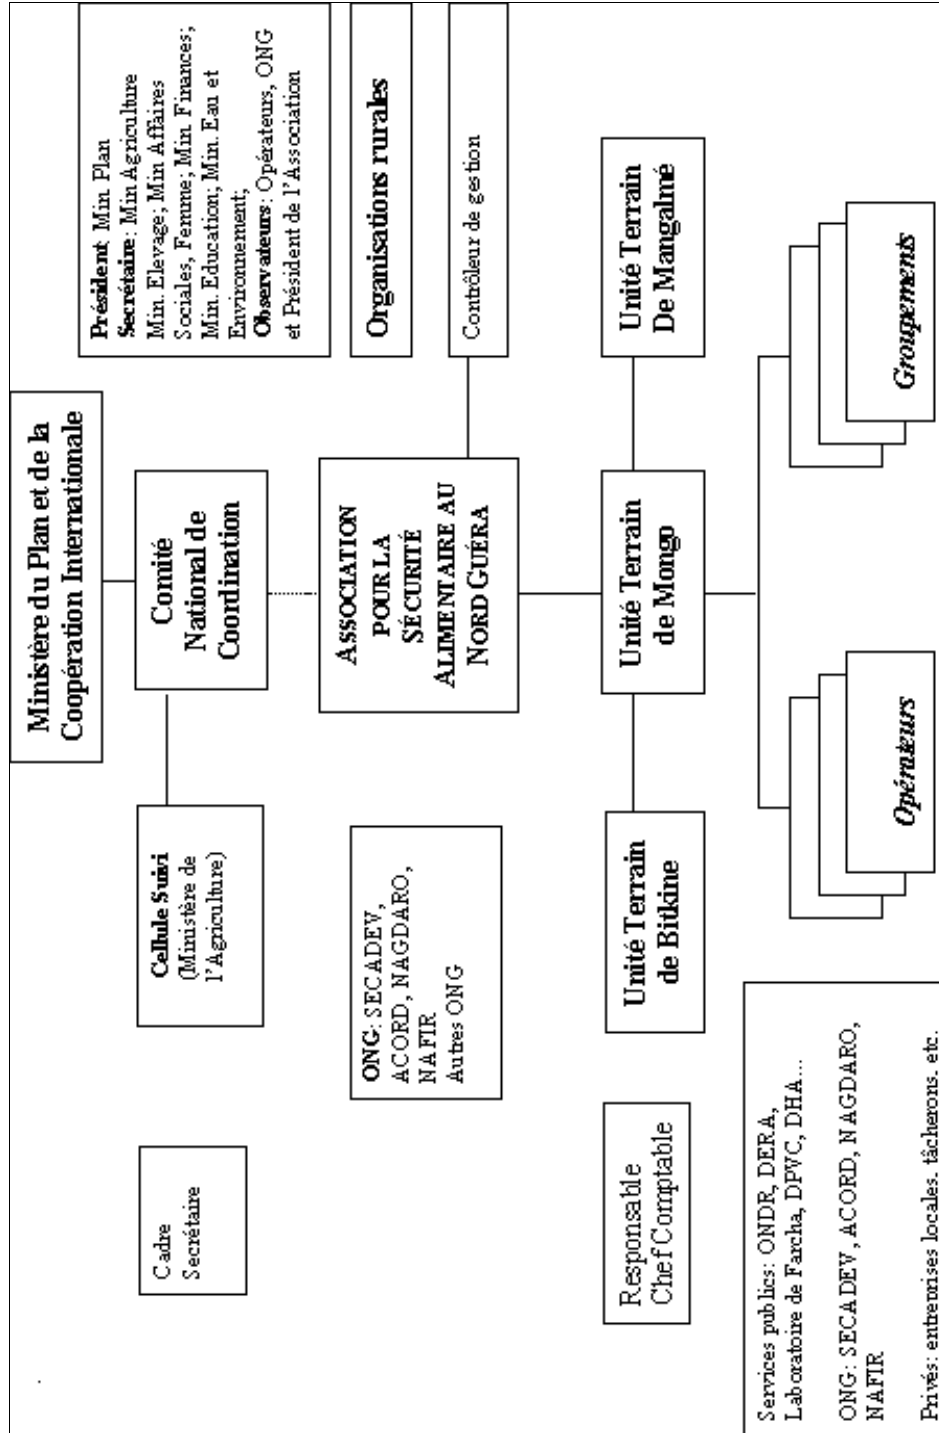 Ministère du Plan et de la
Coopération Internationale
Président: Min. Plan
Secrétaire: Min Agriculture
Min. Elevage; Min Affaires
Sociales, Femme; Min. Finances;
Min. Education; Min. Eau et
Environnement;
Observateurs: Opérateurs, ONG
et Président de l'Association
Cadre
Secrétaire
Cellule Suivi
(Ministère de
l'Agriculture)
Comité
National de
Coordination
ONG: SECADEV,
ACORD, NAGDARO,
NAFIR
Autres ONG
ASSOCIATION
POUR LA
SÉCURITÉ
ALIMENTAIRE AU
NORD GUÉRA
Organisations rurales
Contrôleur de gestion
Responsable
Chef Comptable
Unité Terrain
de Bitkine
Unité Terrain
de Mongo
Unité Terrain
De Mangalmé
Services publics: ONDR, DERA,
Laboratoire de Farcha, DPVC, DHA...
ONG: SECADEV, ACORD, NAGDARO,
NAFIR
Privés: entreprises locales, tâcherons, etc.
Opérateurs
Groupements